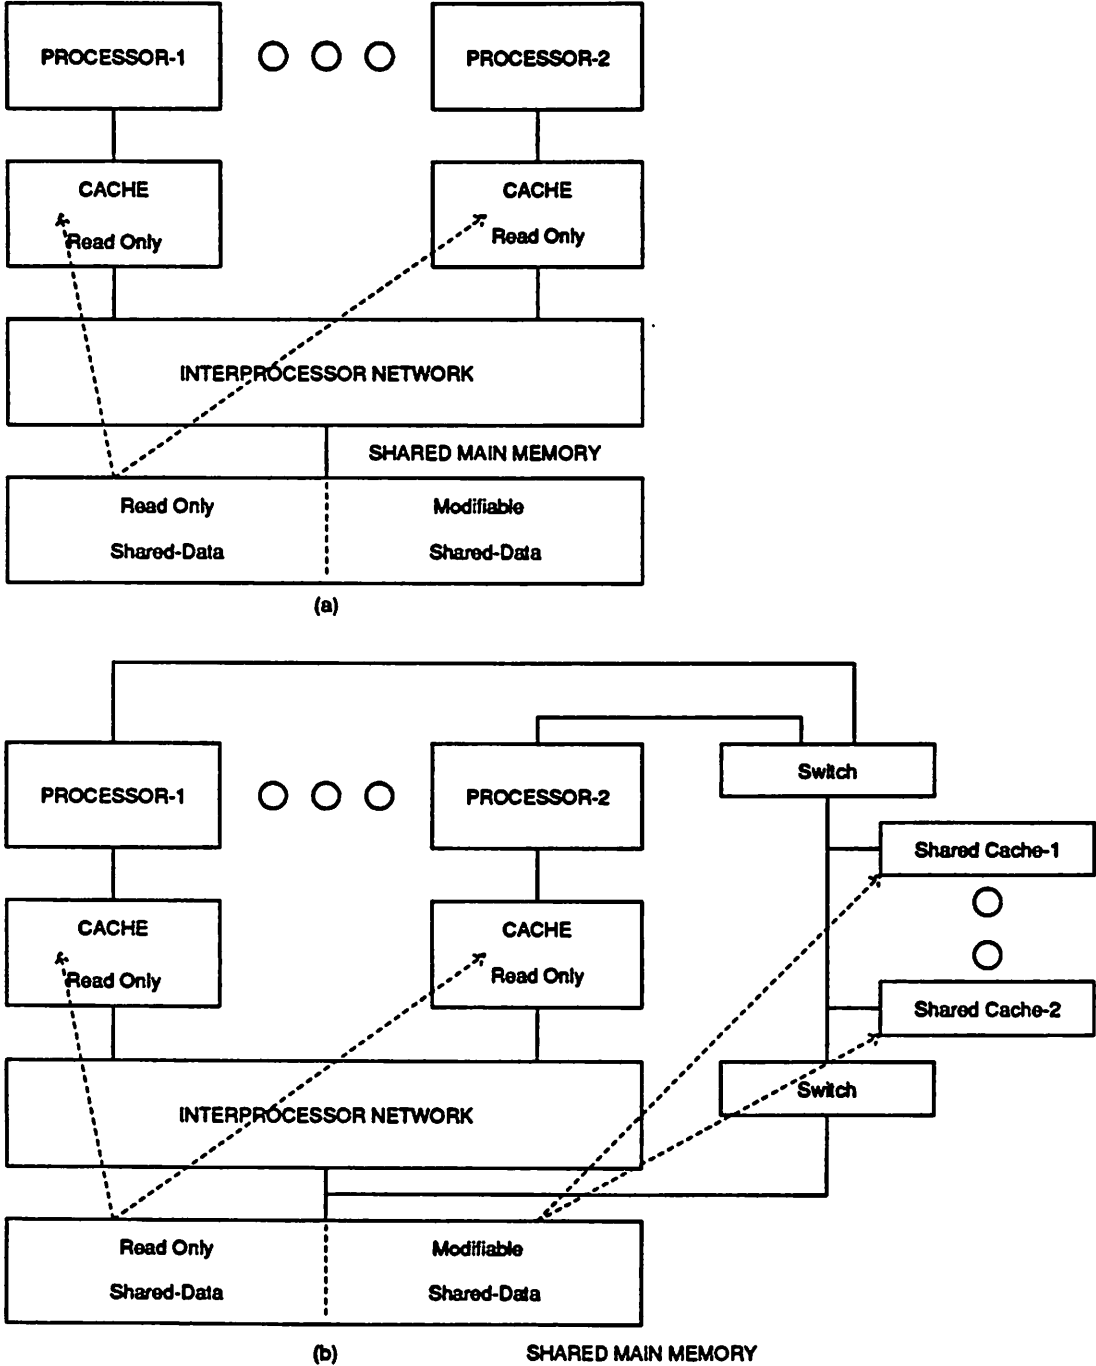 PROCESSOR-1
PROCESSOR-2
CACHE
Read Only
CACHE
Read Only
INTERPROCESSOR NETWORK
SHARED MAIN MEMORY
Read Only
Shared-Data
Modifiable
Shared-Data
(a)
PROCESSOR-1
PROCESSOR-2
Switch
Shared Cache-1
CACHE
Read Only
CACHE
Read Only
Shared Cache-2
Switch
INTERPROCESSOR NETWORK
Read Only
Shared-Data
Modifiable
Shared-Data
(b)
SHARED MAIN MEMORY